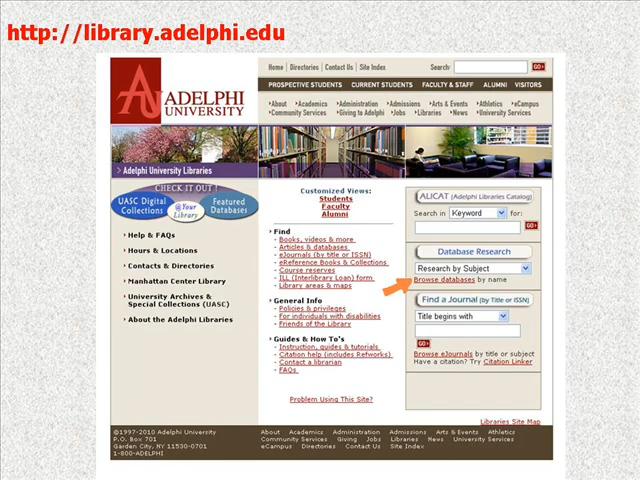 http://library.adelphi.edu
Home | Directories | Contact Us | Site Index
Search: GO
ADELPHI
UNIVERSITY
PROSPECTIVE STUDENTS CURRENT STUDENTS FACULTY & STAFF ALUMNI VISITORS
About Academics Administration Admissions Arts & Events Athletics eCampus
Community Services Giving to Adelphi Jobs Libraries News University Services
Adelphi University Libraries
CHECK IT OUT!
UASC Digital
Collections
@Your
Library
Featured
Databases
Help & FAQs
Hours & Locations
Contacts & Directories
Manhattan Center Library
University Archives &
Special Collections (UASC)
About the Adelphi Libraries
Customized Views:
Students
Faculty
Alumni
Find
- Books, videos & more
- Articles & databases
- eJournals (by title or ISSN)
- eReference Books & Collections
- Course reserves
- ILL (Interlibrary Loan) form
- Library areas & maps
General Info
- Policies & privileges
- For individuals with disabilities
- Friends of the Library
Guides & How To's
- Instruction, guides & tutorials
- Citation help (includes Refworks)
- Contact a librarian
- FAQs
Problem Using This Site?
ALICAT (Adelphi Libraries Catalog)
Search in Keyword for:
GO
Database Research
Research by Subject
Browse databases by name
Find a Journal (by Title or ISSN)
Title begins with
GO
Browse eJournals by title or subject
Have a citation? Try Citation Linker
Libraries Site Map
©1997-2010 Adelphi University
P.O. Box 701
Garden City, NY 11530-0701
1-800-ADELPHI
About Academics Administration Admissions Arts & Events Athletics
Community Services Giving Jobs Libraries News University Services
eCampus Directories Contact Us Site Index